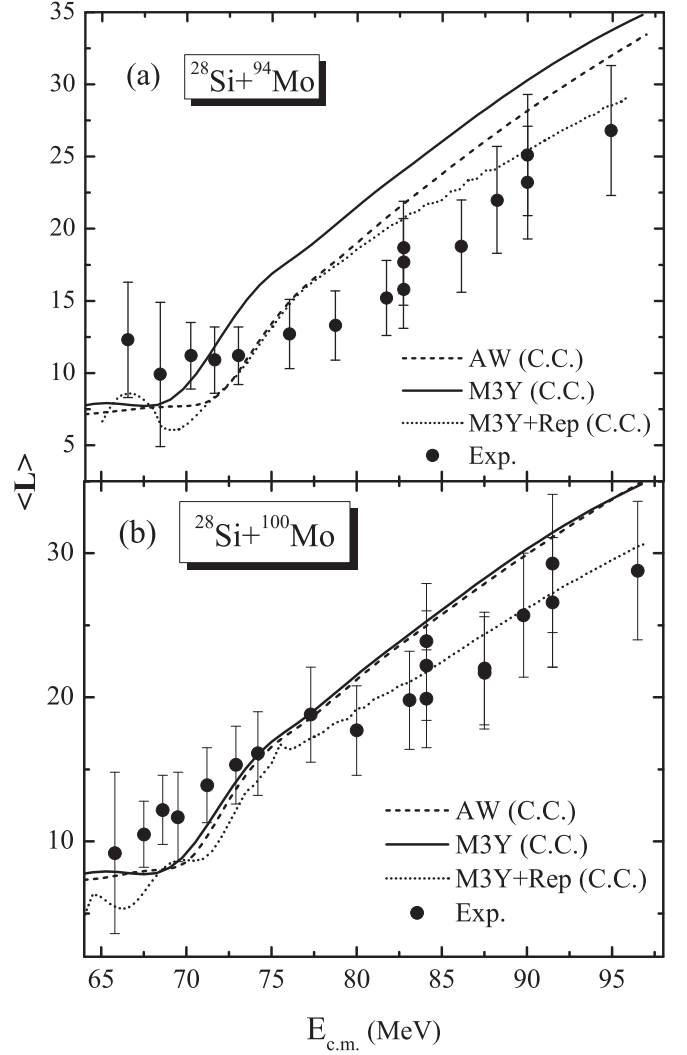 35
30
25
20
15
10
5
(a)
²⁸Si+⁹⁴Mo
AW (C.C.)
M3Y (C.C.)
M3Y+Rep (C.C.)
Exp.
<L>
30
20
10
(b)
²⁸Si+¹⁰⁰Mo
AW (C.C.)
M3Y (C.C.)
M3Y+Rep (C.C.)
Exp.
65 70 75 80 85 90 95
E_c.m. (MeV)